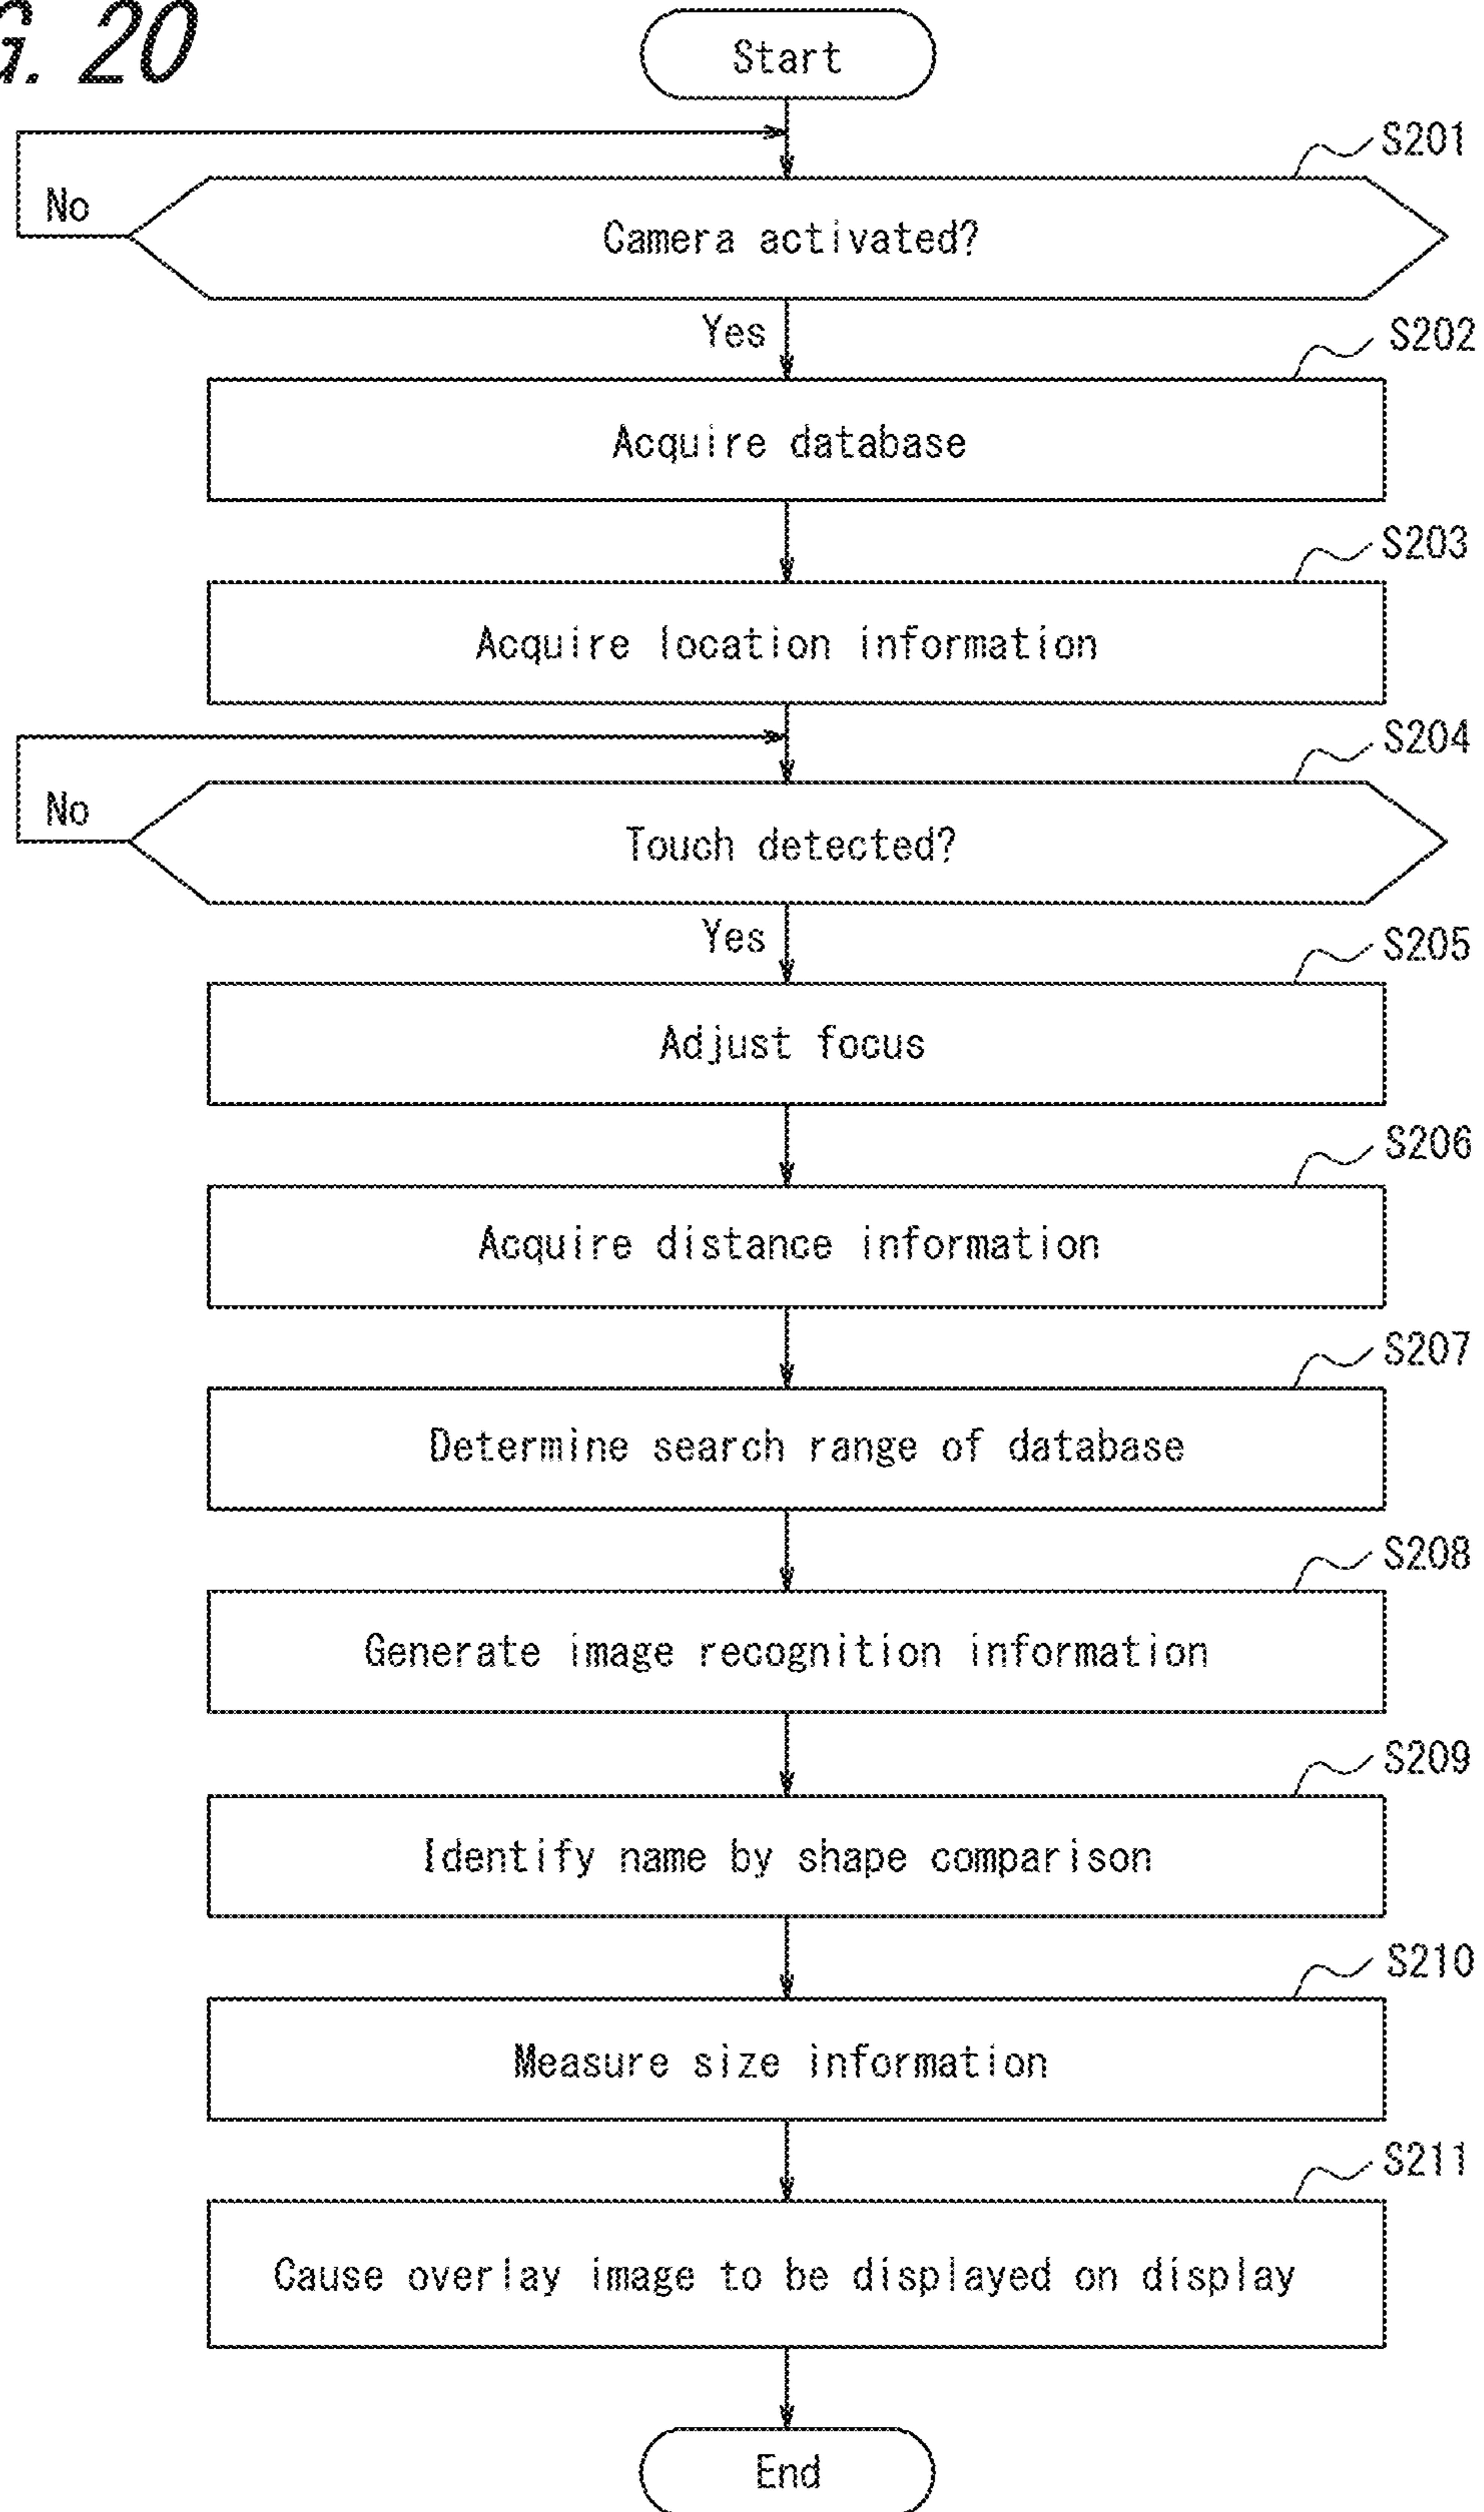 G. 20
Start
S201
No
Camera activated?
Yes
S202
Acquire database
S203
Acquire location information
S204
No
Touch detected?
Yes
S205
Adjust focus
S206
Acquire distance information
S207
Determine search range of database
S208
Generate image recognition information
S209
Identify name by shape comparison
S210
Measure size information
S211
Cause overlay image to be displayed on display
End